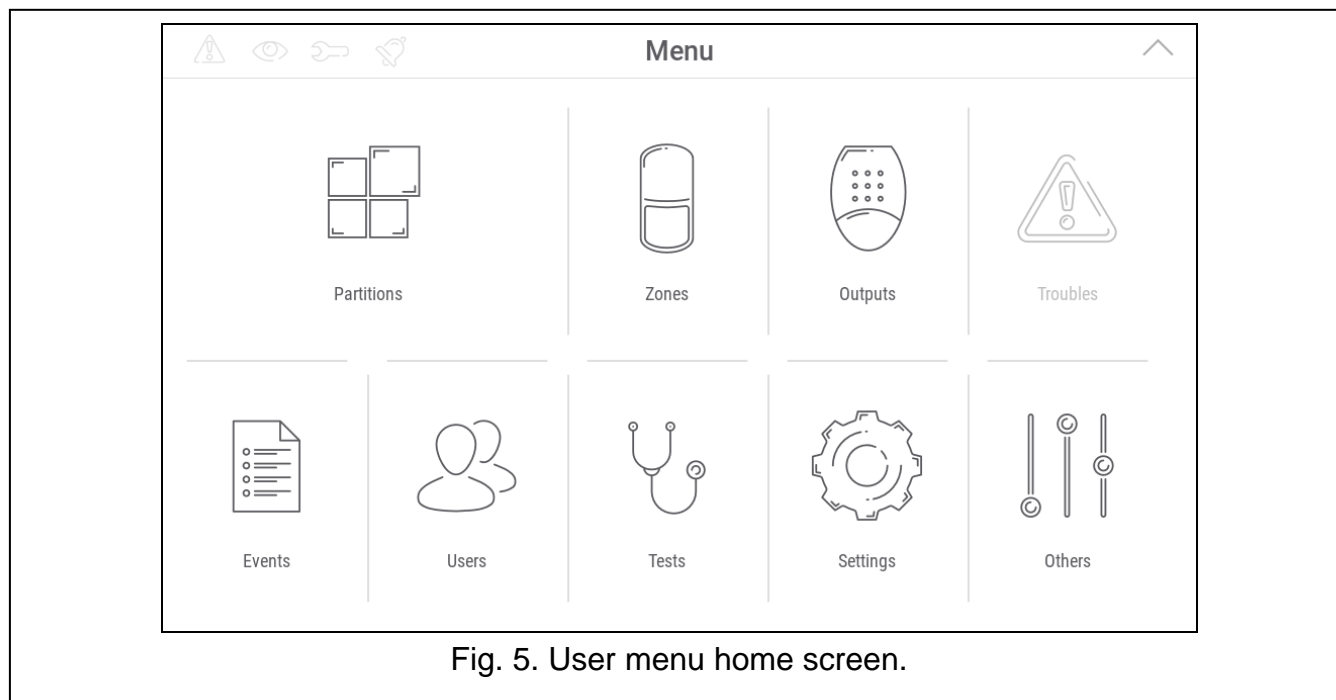 Menu
Partitions
Zones
Outputs
Troubles
Events
Users
Tests
Settings
Others
Fig. 5. User menu home screen.